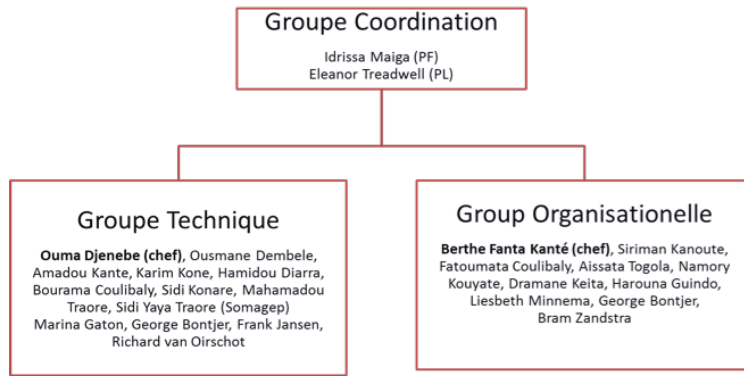 Groupe Coordination
Idrissa Maiga (PF)
Eleanor Treadwell (PL)
Groupe Technique
Ouma Djenebe (chef), Ousmane Dembele,
Amadou Kante, Karim Kone, Hamidou Diarra,
Bourama Coulibaly, Sidi Konare, Mahamadou
Traore, Sidi Yaya Traore (Somagep)
Marina Gaton, George Bontjer, Frank Jansen,
Richard van Oirschot
Group Organisationelle
Berthe Fanta Kanté (chef), Siriman Kanoute,
Fatoumata Coulibaly, Aissata Togola, Namory
Kouyate, Dramane Keita, Harouna Guindo,
Liesbeth Minnema, George Bontjer,
Bram Zandstra